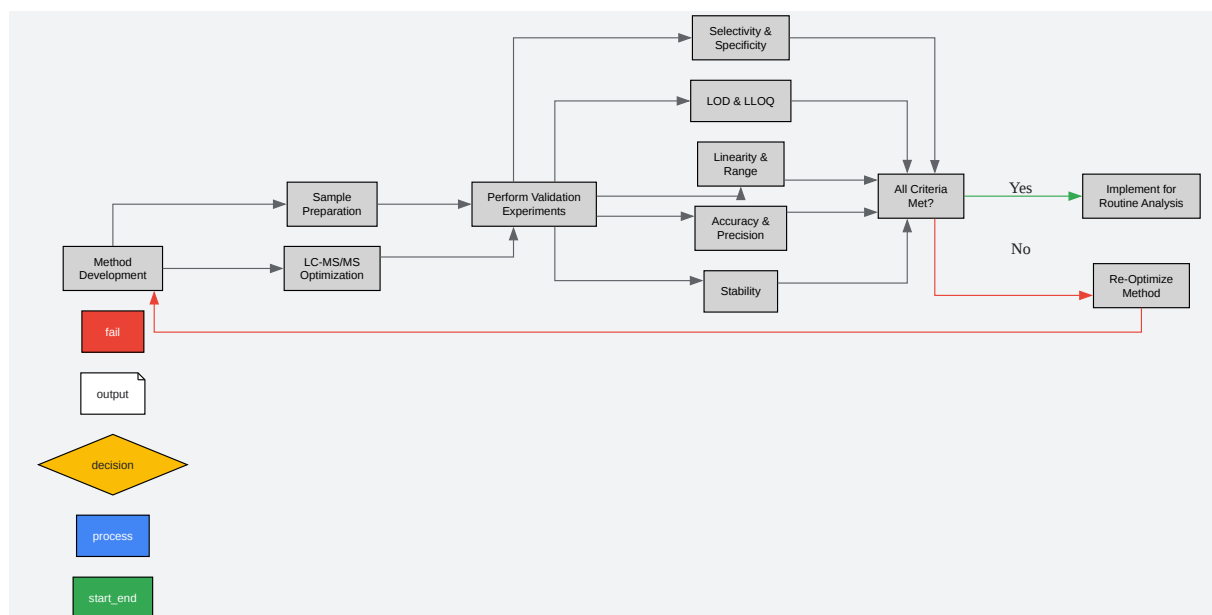 Selectivity &
Specificity
LOD & LLOQ
Linearity &
Range
Sample
Preparation
Perform Validation
Experiments
All Criteria
Met?
Yes
Implement for
Routine Analysis
Accuracy &
Precision
No
Method
Development
LC-MS/MS
Optimization
Stability
Re-Optimize
Method
fail
output
decision
process
start_end